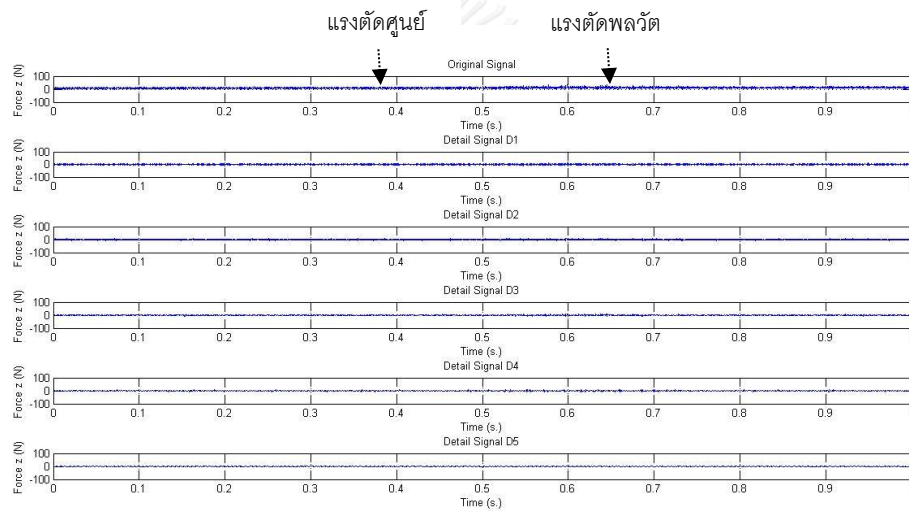 แรงตัดศูนย์ แรงตัดพลวัต
Original Signal
Force z (N)
100
0
-100
0 0.1 0.2 0.3 0.4 0.5 0.6 0.7 0.8 0.9
Time (s.)
Detail Signal D1
Force z (N)
100
0
-100
0 0.1 0.2 0.3 0.4 0.5 0.6 0.7 0.8 0.9
Time (s.)
Detail Signal D2
Force z (N)
100
0
-100
0 0.1 0.2 0.3 0.4 0.5 0.6 0.7 0.8 0.9
Time (s.)
Detail Signal D3
Force z (N)
100
0
-100
0 0.1 0.2 0.3 0.4 0.5 0.6 0.7 0.8 0.9
Time (s.)
Detail Signal D4
Force z (N)
100
0
-100
0 0.1 0.2 0.3 0.4 0.5 0.6 0.7 0.8 0.9
Time (s.)
Detail Signal D5
Force z (N)
100
0
-100
0 0.1 0.2 0.3 0.4 0.5 0.6 0.7 0.8 0.9
Time (s.)